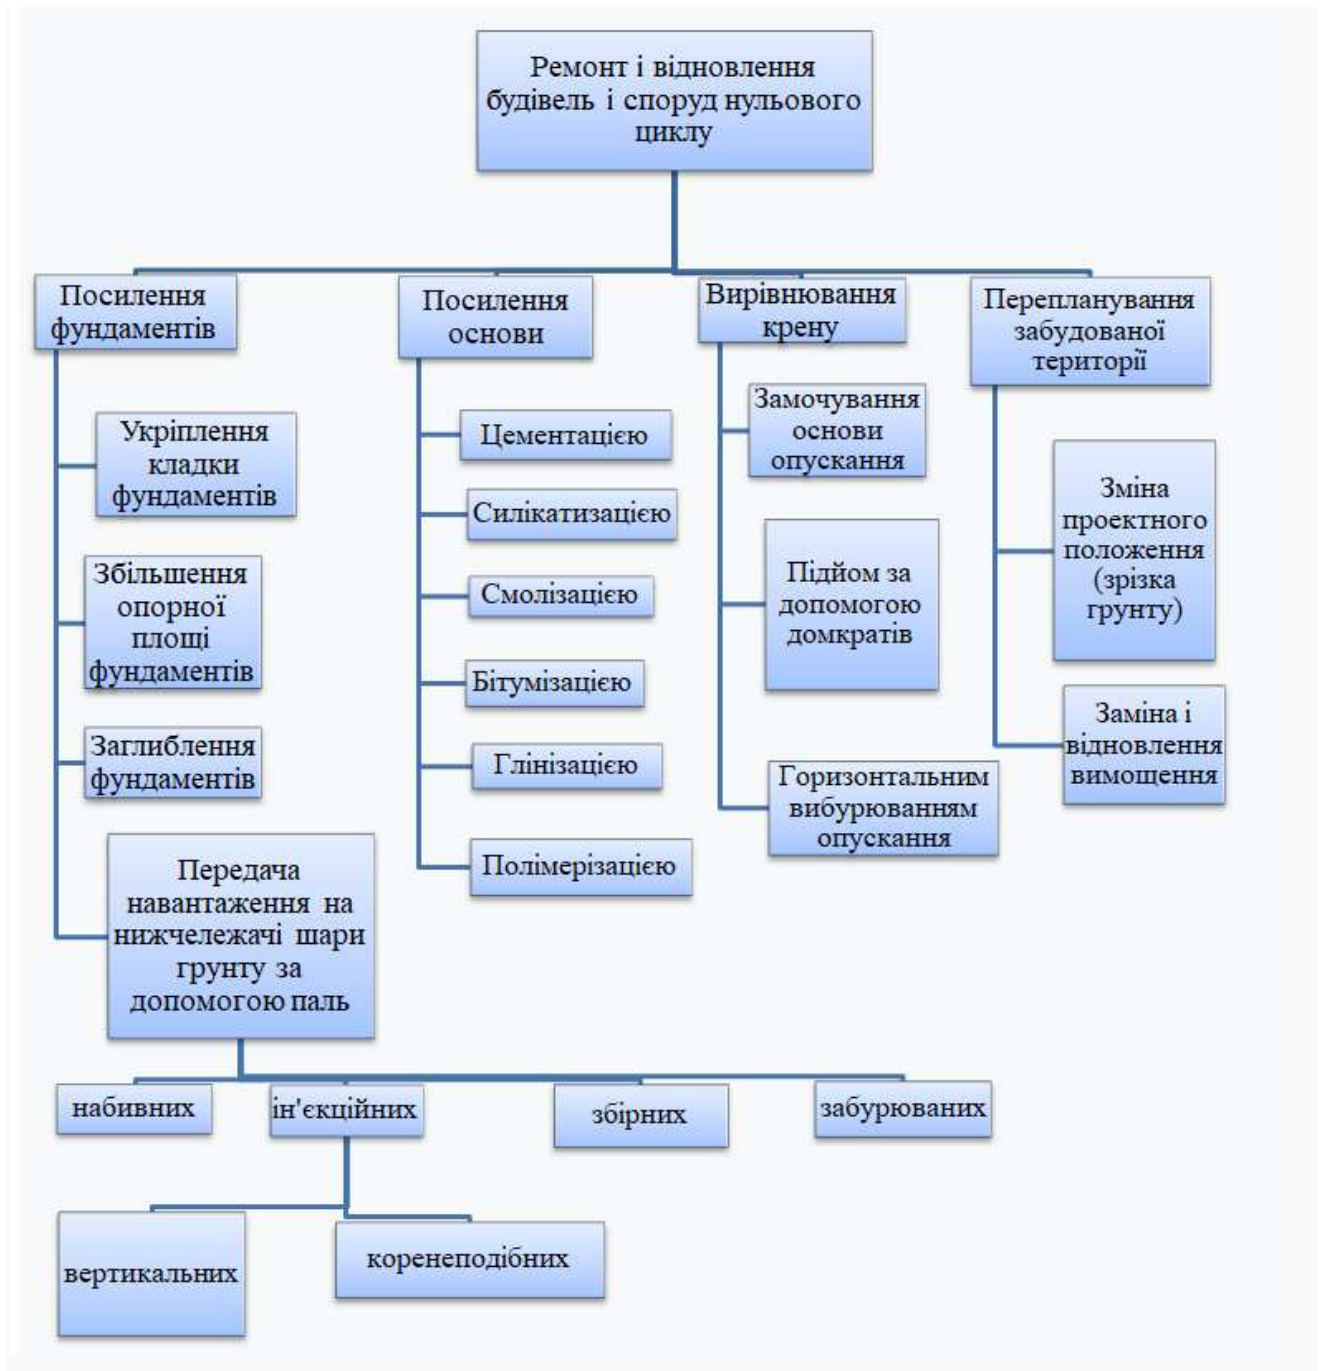 Ремонт і відновлення
будівель і споруд нульового
циклу
Посилення
фундаментів
Посилення
основи
Вирівнювання
крену
Перепланування
забудованої
території
Укріплення
кладки
фундаментів
Збільшення
опорної
площі
фундаментів
Заглиблення
фундаментів
Передача
навантаження на
нижчележачі шари
грунту за
допомогою паль
Цементацією
Силікатизацією
Смолізацією
Бітумізацією
Глінізацією
Полімерізацією
Замочування
основи
опускання
Підйом за
допомогою
домкратів
Горизонтальним
вибурюванням
опускання
Зміна
проектного
положення
(зрізка
грунту)
Заміна і
відновлення
вимощення
набивних
ін'єкційних
збірних
забурюваних
вертикальних
коренеподібних